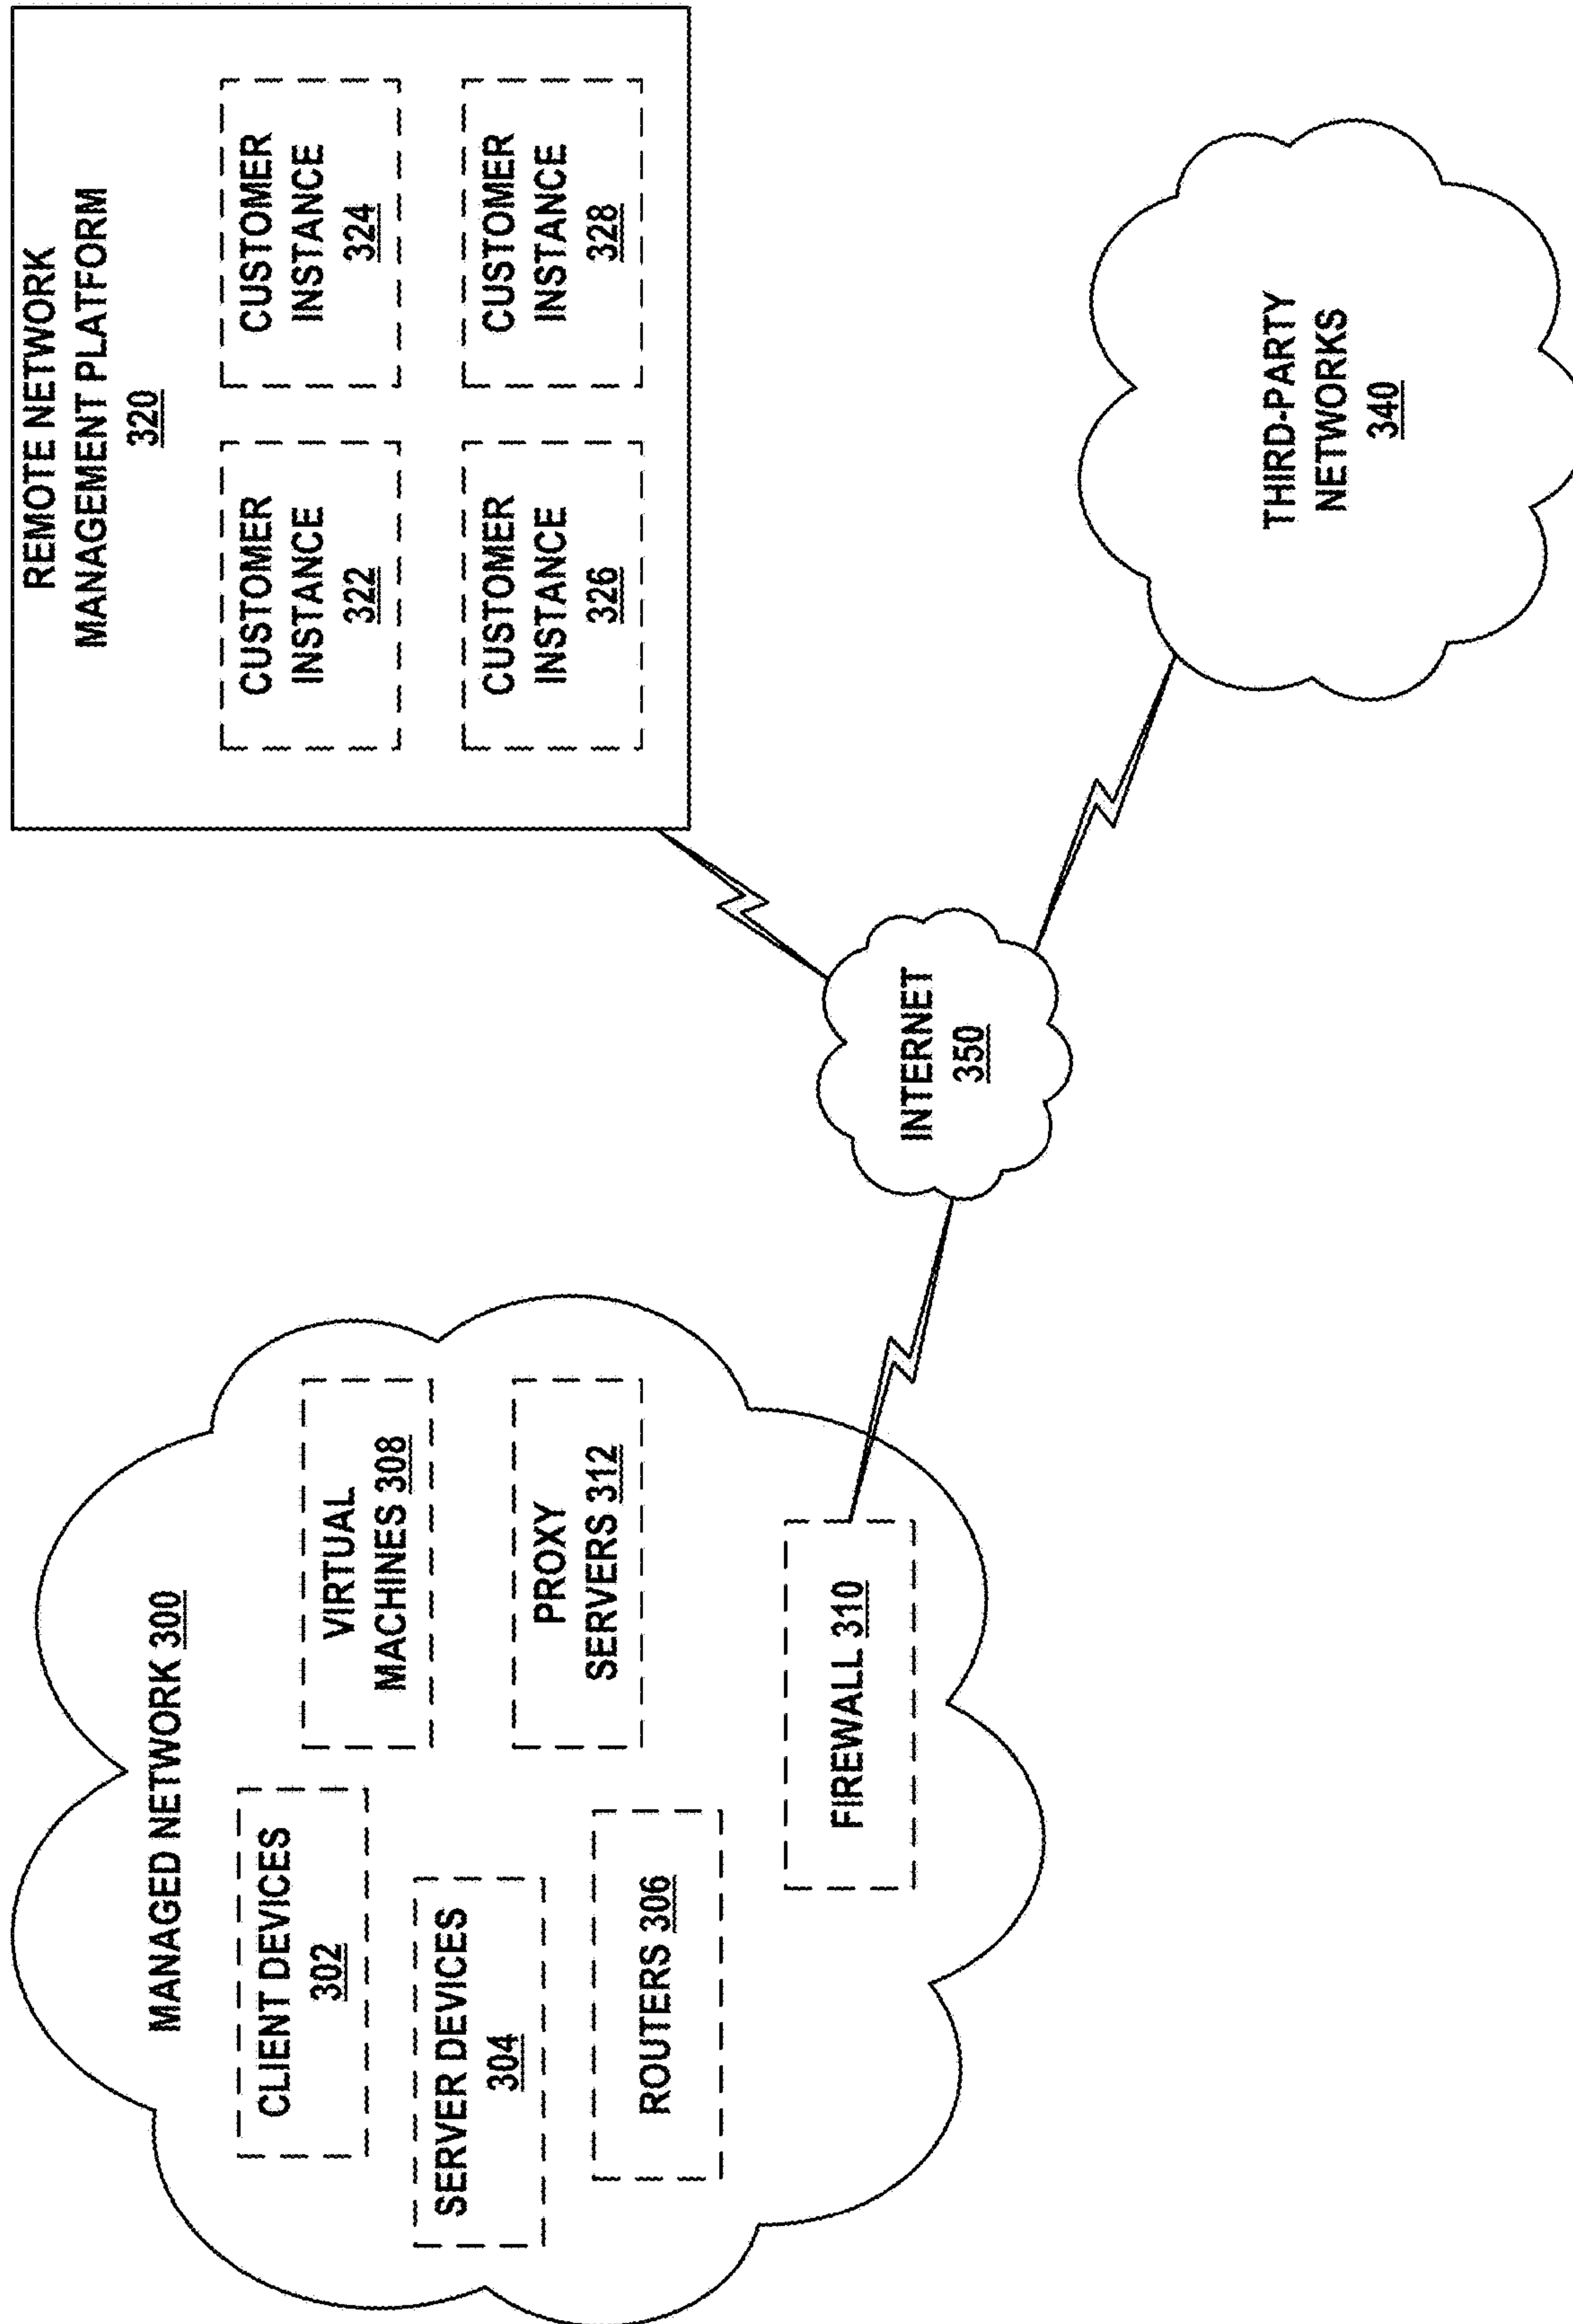 MANAGED NETWORK 300
CLIENT DEVICES
302
SERVER DEVICES
304
ROUTERS 306
VIRTUAL
MACHINES 308
PROXY
SERVERS 312
FIREWALL 310
INTERNET
350
REMOTE NETWORK
MANAGEMENT PLATFORM
320
CUSTOMER
INSTANCE
322
CUSTOMER
INSTANCE
324
CUSTOMER
INSTANCE
326
CUSTOMER
INSTANCE
328
THIRD-PARTY
NETWORKS
340